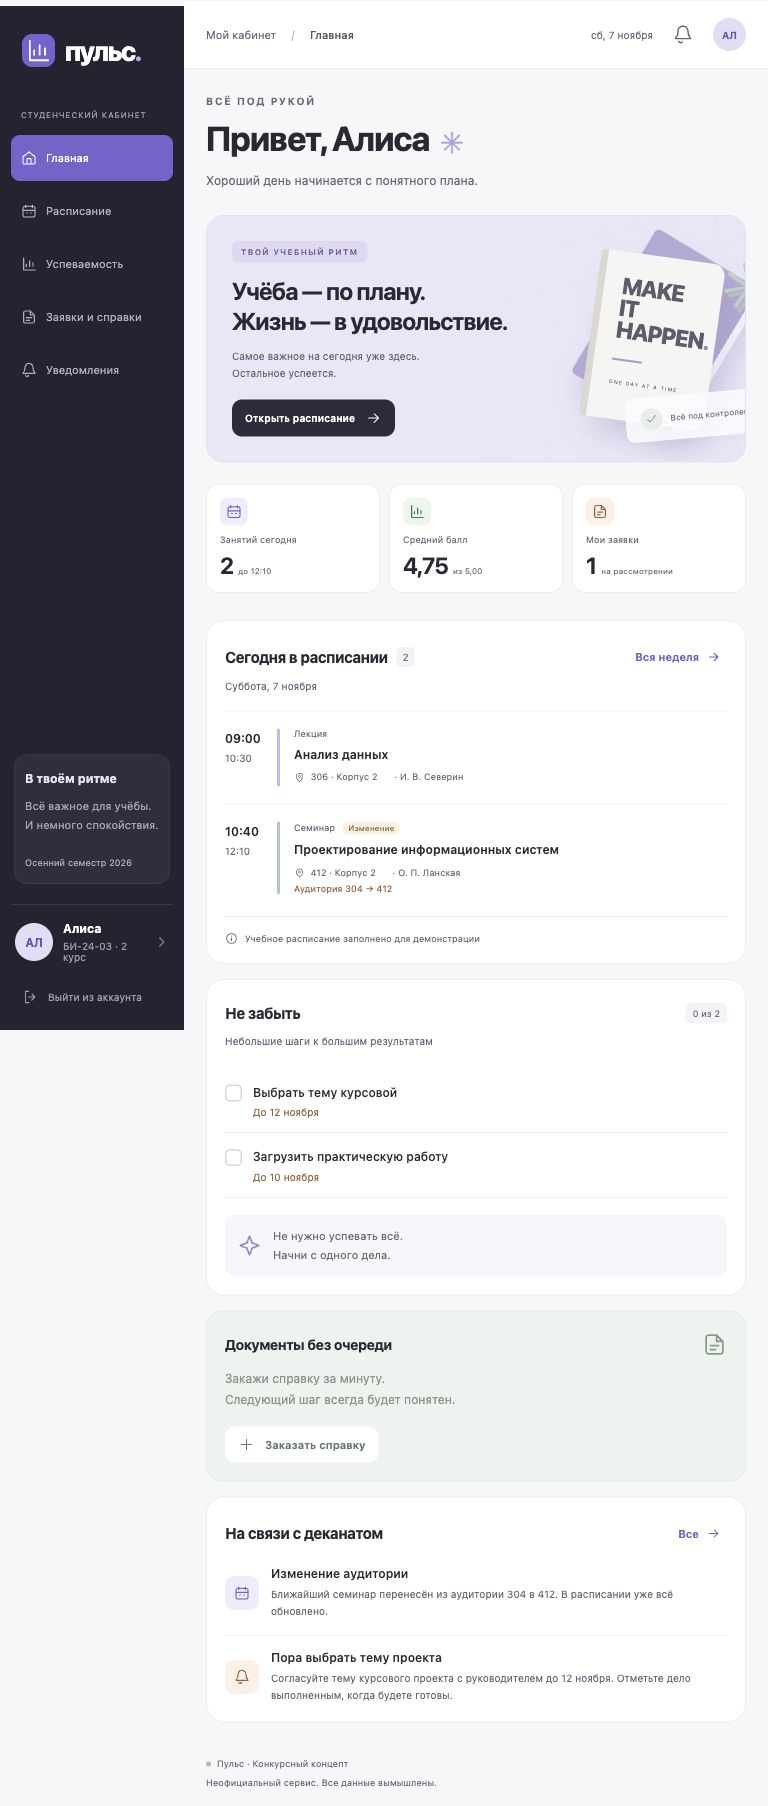 пульс.
СТУДЕНЧЕСКИЙ КАБИНЕТ
Главная
Расписание
Успеваемость
Заявки и справки
Уведомления
В твоём ритме
Всё важное для учёбы.
И немного спокойствия.
Осенний семестр 2026
АЛ
Алиса
БИ-24-03 · 2
курс
Выйти из аккаунта
Мой кабинет / Главная
сб, 7 ноября
АЛ
ВСЁ ПОД РУКОЙ
Привет, Алиса
Хороший день начинается с понятного плана.
ТВОЙ УЧЕБНЫЙ РИТМ
Учёба — по плану.
Жизнь — в удовольствие.
Самое важное на сегодня уже здесь.
Остальное успеется.
Открыть расписание
MAKE
IT
HAPPEN.
ONE DAY AT A TIME
Всё под контролем
Занятий сегодня
2 до 12:10
Средний балл
4,75 из 5,00
Мои заявки
1 на рассмотрении
Сегодня в расписании 2
Вся неделя
Суббота, 7 ноября
09:00
10:30
Лекция
Анализ данных
306 · Корпус 2 · И. В. Северин
10:40
12:10
Семинар Изменение
Проектирование информационных систем
412 · Корпус 2 · О. П. Ланская
Аудитория 304 → 412
Учебное расписание заполнено для демонстрации
Не забыть
0 из 2
Небольшие шаги к большим результатам
Выбрать тему курсовой
До 12 ноября
Загрузить практическую работу
До 10 ноября
Не нужно успевать всё.
Начни с одного дела.
Документы без очереди
Закажи справку за минуту.
Следующий шаг всегда будет понятен.
Заказать справку
На связи с деканатом
Все
Изменение аудитории
Ближайший семинар перенесён из аудитории 304 в 412. В расписании уже всё
обновлено.
Пора выбрать тему проекта
Согласуйте тему курсового проекта с руководителем до 12 ноября. Отметьте дело
выполненным, когда будете готовы.
Пульс · Конкурсный концепт
Неофициальный сервис. Все данные вымышлены.